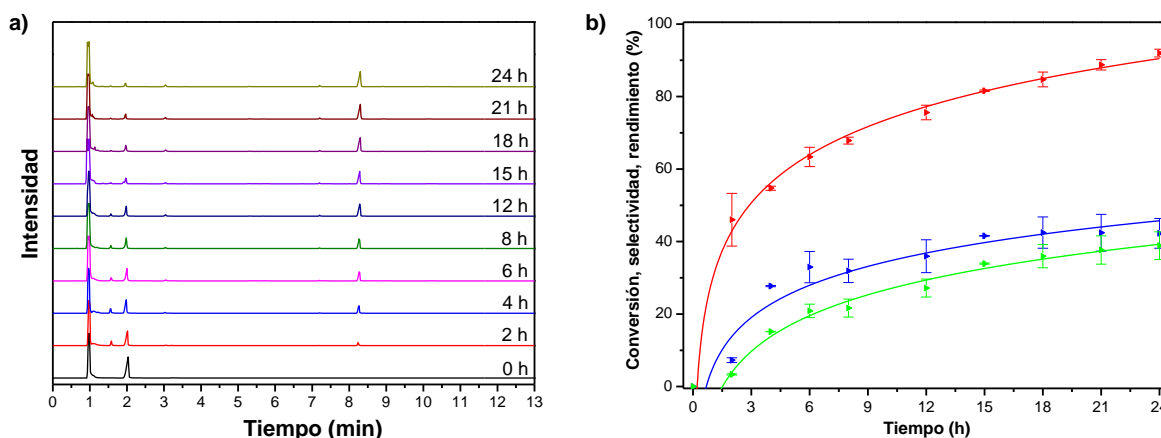 a)
Intensidad
24 h
21 h
18 h
15 h
12 h
8 h
6 h
4 h
2 h
0 h
0 1 2 3 4 5 6 7 8 9 10 11 12 13
Tiempo (min)
b)
Conversión, selectividad, rendimiento (%)
100
80
60
40
20
0
0 3 6 9 12 15 18 21 24
Tiempo (h)